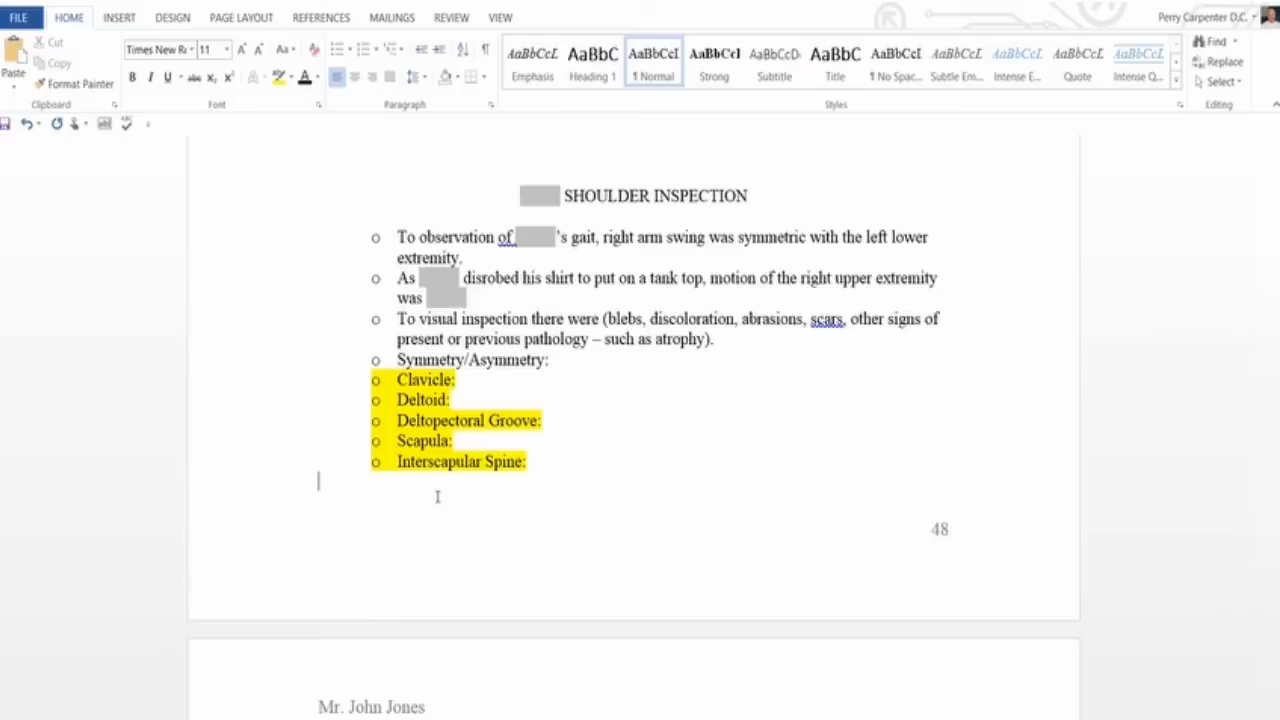 FILE HOME INSERT DESIGN PAGE LAYOUT REFERENCES MAILINGS REVIEW VIEW Perry Carpenter D.C.
Cut
Copy
Format Painter
Paste
Clipboard
Times New Ro 11
Aa
B I U abc X₂ X²
A
Font
Paragraph
AaBbCcL AaBbC AaBbCcI AaBbCcI AaBbCcD AaBbC AaBbCcI AaBbCcL AaBbCcL AaBbCcL AaBbCcL
Emphasis Heading 1 ¶ Normal Strong Subtitle Title ¶ No Spac... Subtle Em... Intense E... Quote Intense Q...
Styles
Find
Replace
Select
Editing
SHOULDER INSPECTION
o To observation of 's gait, right arm swing was symmetric with the left lower
extremity.
o As disrobed his shirt to put on a tank top, motion of the right upper extremity
was
o To visual inspection there were (blebs, discoloration, abrasions, scars, other signs of
present or previous pathology – such as atrophy).
o Symmetry/Asymmetry:
o Clavicle:
o Deltoid:
o Deltopectoral Groove:
o Scapula:
o Interscapular Spine:
48
Mr. John Jones